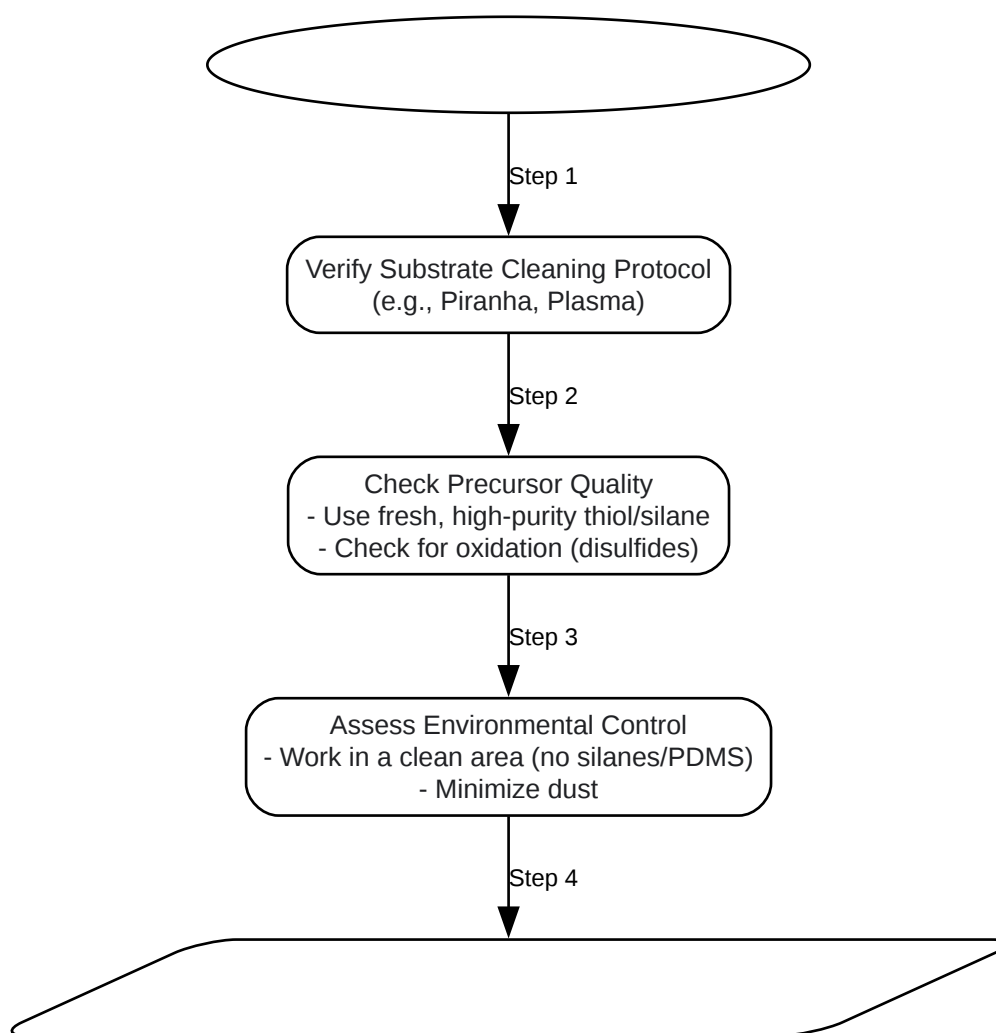 Step 1
Verify Substrate Cleaning Protocol
(e.g., Piranha, Plasma)
Step 2
Check Precursor Quality
- Use fresh, high-purity thiol/silane
- Check for oxidation (disulfides)
Step 3
Assess Environmental Control
- Work in a clean area (no silanes/PDMS)
- Minimize dust
Step 4